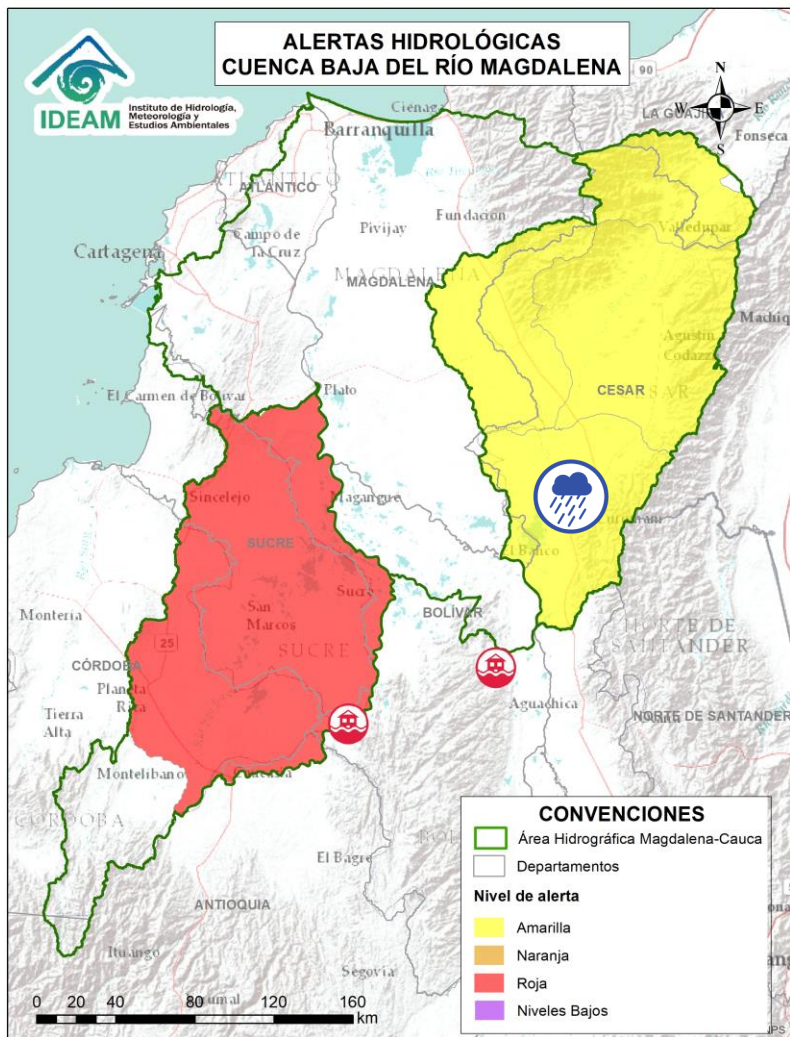 ALERTAS HIDROLÓGICAS
CUENCA BAJA DEL RÍO MAGDALENA
IDEAM
Instituto de Hidrología,
Meteorología y
Estudios Ambientales
N
W
E
S
90
LA GUAJIRA
Fonseca
Ciénaga
Barranquilla
ATLÁNTICO
ATLÁNTICO
Fundación
Pivijay
Campo de
la Cruz
Valledupar
Cartagena
MAGDALENA
MAGDALENA
Machiq
Agustín
Codazzi
CESAR
El Carmen de Bolívar
Plato
Sincelejo
Magangué
SUCRE
El Banco
Sucre
BOLÍVAR
San
Marcos
SUCRE
Montería
25
CÓRDOBA
Planeta
Rica
NORTE DE
SANTANDER
Tierra
Alta
Aguachica
NORTE DE SANTANDER
Montelíbano
CÓRDOBA
El Bagre
ANTIOQUIA
Ituango
Segovia
0 20 40 80 120 160
km
CONVENCIONES
Área Hidrográfica Magdalena-Cauca
Departamentos
Nivel de alerta
Amarilla
Naranja
Roja
Niveles Bajos